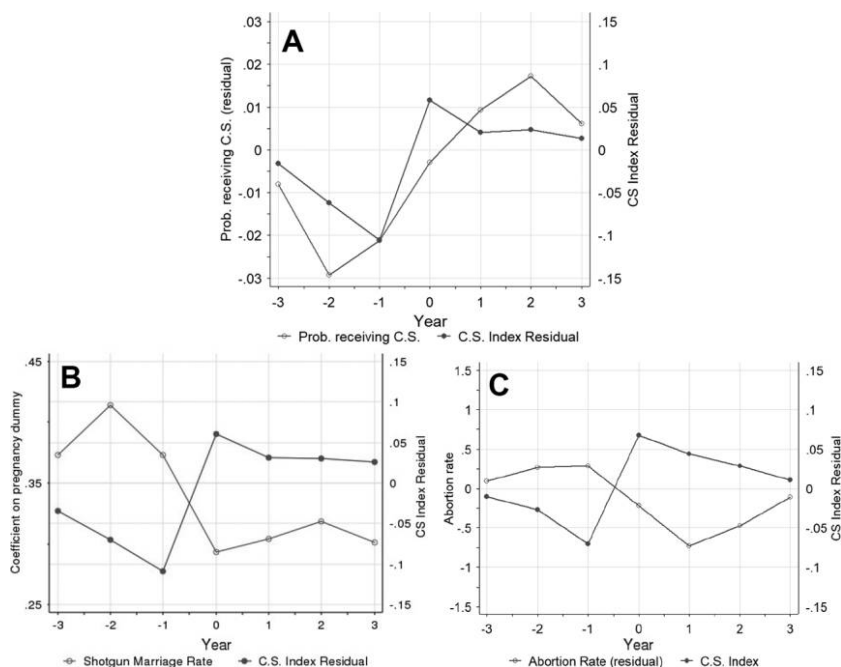 A
.03
.02
.01
0
-.01
-.02
-.03
Prob. receiving C.S. (residual)
.15
.1
.05
0
-.05
-.1
-.15
CS Index Residual
-3 -2 -1 0 1 2 3
Year
Prob. receiving C.S. C.S. Index Residual
B
.45
.35
.25
Coefficient on pregnancy dummy
.15
.1
.05
0
-.05
-.1
-.15
CS Index Residual
-3 -2 -1 0 1 2 3
Year
Shotgun Marriage Rate C.S. Index Residual
C
1.5
1
.5
0
-.5
-1
-1.5
Abortion rate
.15
.1
.05
0
-.05
-.1
-.15
CS Index Residual
-3 -2 -1 0 1 2 3
Year
Abortion Rate (residual) C.S. Index